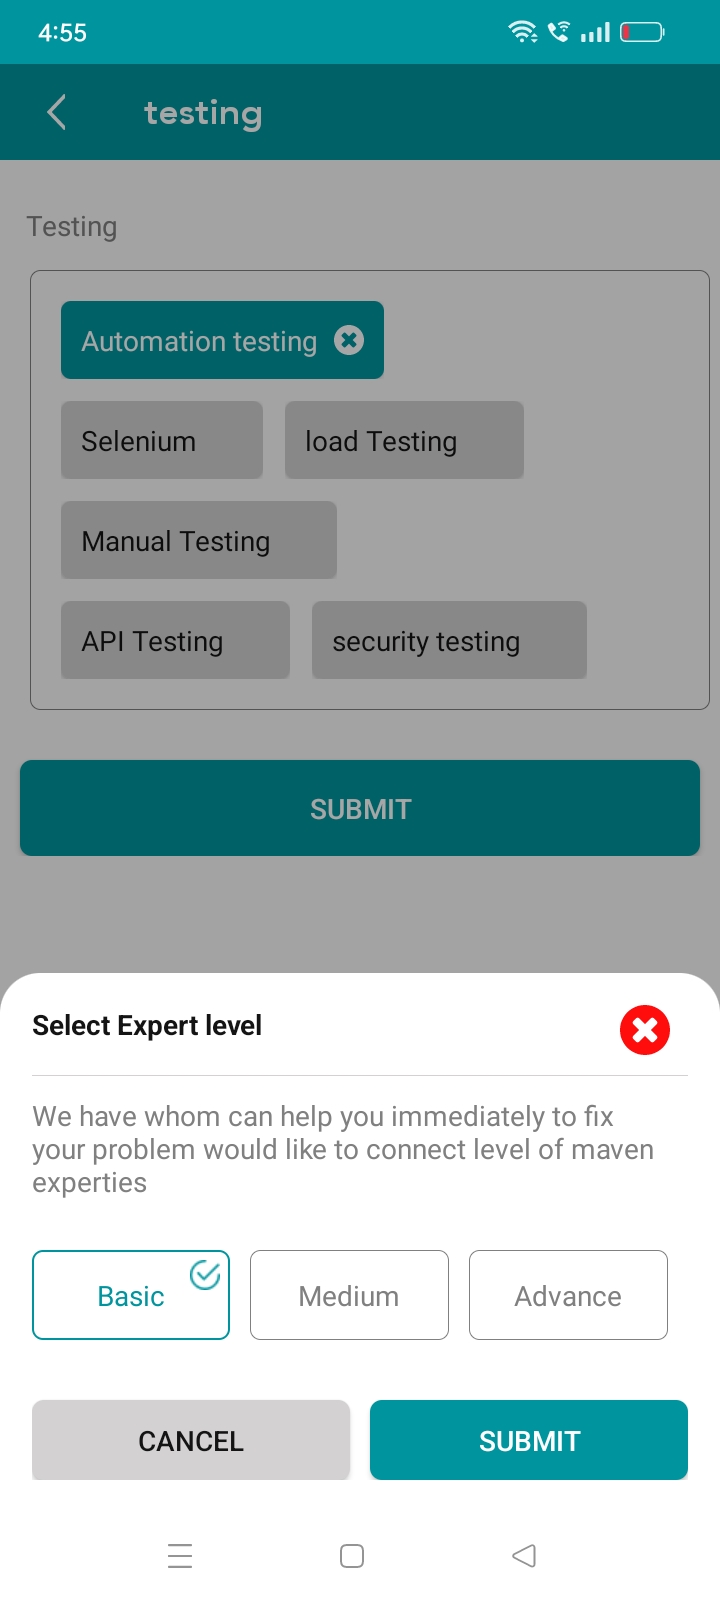 4:55
testing
Testing
Automation testing
Selenium load Testing
Manual Testing
API Testing security testing
SUBMIT
Select Expert level
We have whom can help you immediately to fix
your problem would like to connect level of maven
experties
Basic Medium Advance
CANCEL SUBMIT